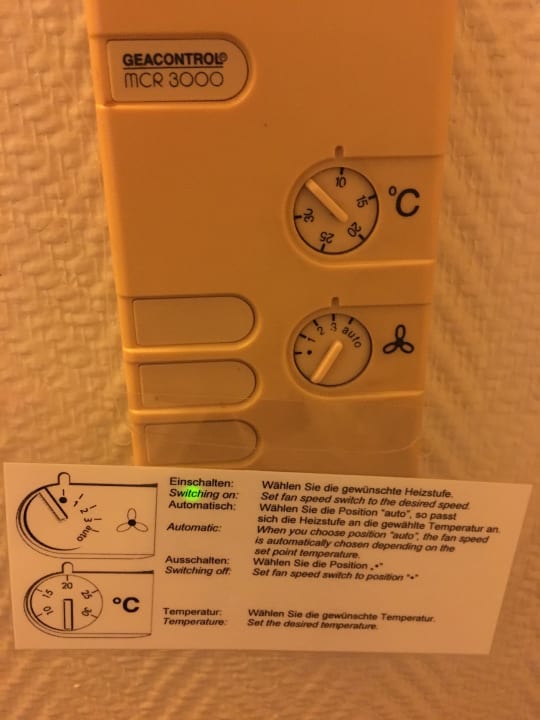 GEACONTROL®
MCR 3000
10
15
20
25
30
°C
• 1 2 3 auto
Einschalten: Wählen Sie die gewünschte Heizstufe.
Switching on: Set fan speed switch to the desired speed.
Automatisch: Wählen Sie die Position "auto", so passt
sich die Heizstufe an die gewählte Temperatur an.
Automatic: When you choose position "auto", the fan speed
is automatically chosen depending on the
set point temperature.
Ausschalten: Wählen Sie die Position „•“
Switching off: Set fan speed switch to position "•"
Temperatur: Wählen Sie die gewünschte Temperatur.
Temperature: Set the desired temperature.
• 1 2 3 auto
10 15 20 25 30
°C